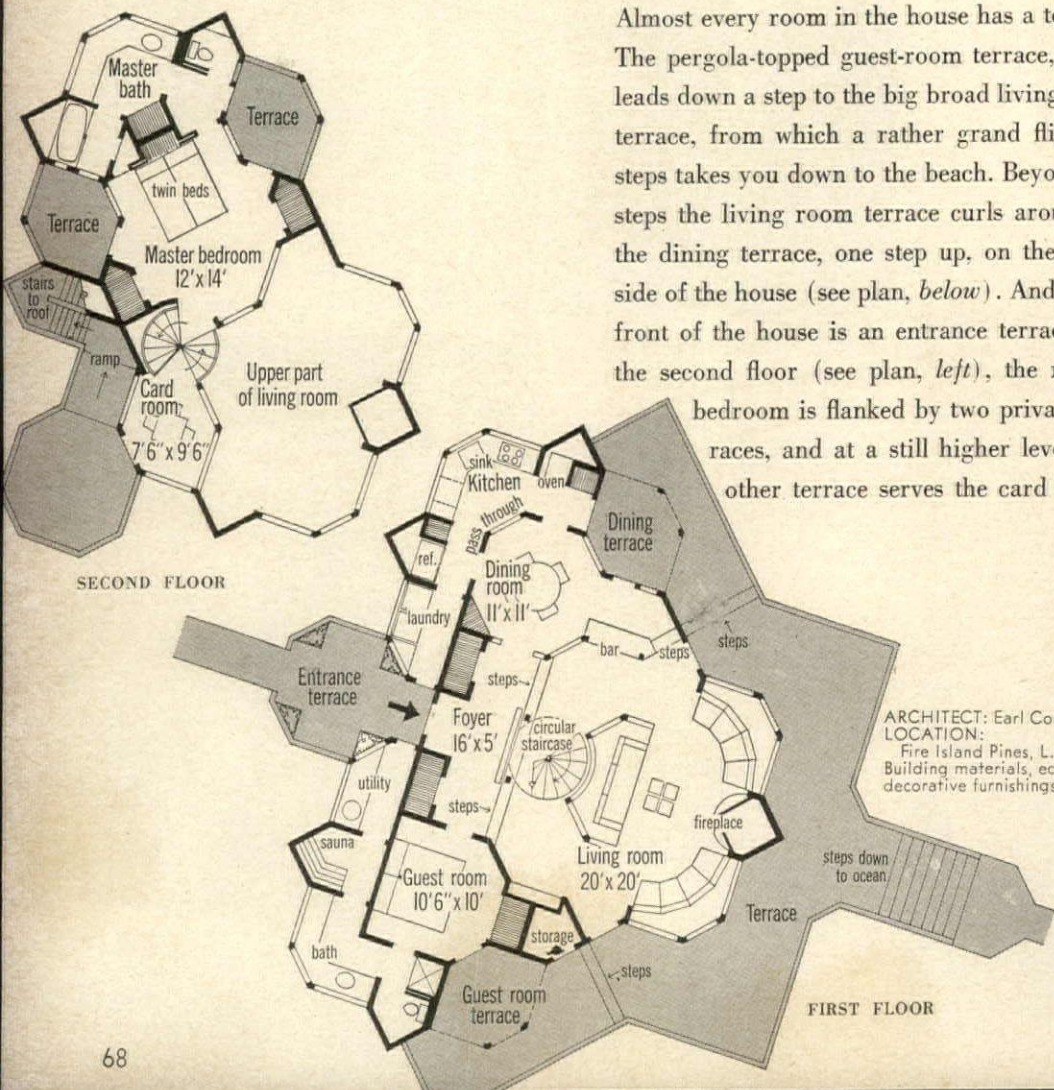 Almost every room in the house has a
The pergola-topped guest-room terrace,
leads down a step to the big broad living
terrace, from which a rather grand
steps takes you down to the beach.
steps the living room terrace curls
the dining terrace, one step up, on the
side of the house (see plan, below). And
front of the house is an entrance
the second floor (see plan, left), the
bedroom is flanked by two
races, and at a still higher
other terrace serves the card
Master
bath
Terrace
twin beds
Terrace
Master bedroom
12'x14'
stairs
to
roof
ramp
Card
room
7'6"x9'6"
Upper part
of living room
SECOND FLOOR
sink
Kitchen
oven
pass through
ref.
Dining
room
11'x11'
Dining
terrace
laundry
bar
steps
steps
Entrance
terrace
steps
Foyer
16'x5'
circular
staircase
utility
steps
sauna
fireplace
Guest room
10'6"x10'
Living room
20'x20'
storage
bath
steps
Guest room
terrace
Terrace
steps down
to ocean
ARCHITECT: Earl
LOCATION:
Fire Island Pines, L.
Building materials,
decorative furnishings
FIRST FLOOR
68